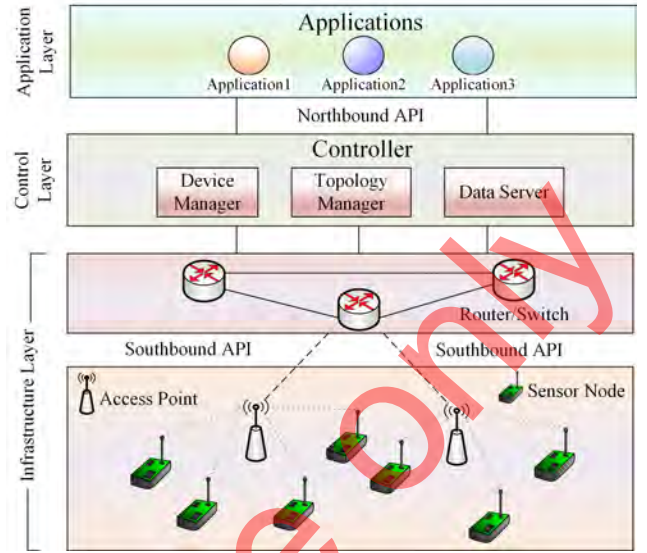 Applications
Application1
Application2
Application3
Application
Layer
Northbound API
Controller
Device
Manager
Topology
Manager
Data Server
Control
Layer
Router/Switch
Southbound API
Southbound API
Infrastructure Layer
Access Point
Sensor Node
only